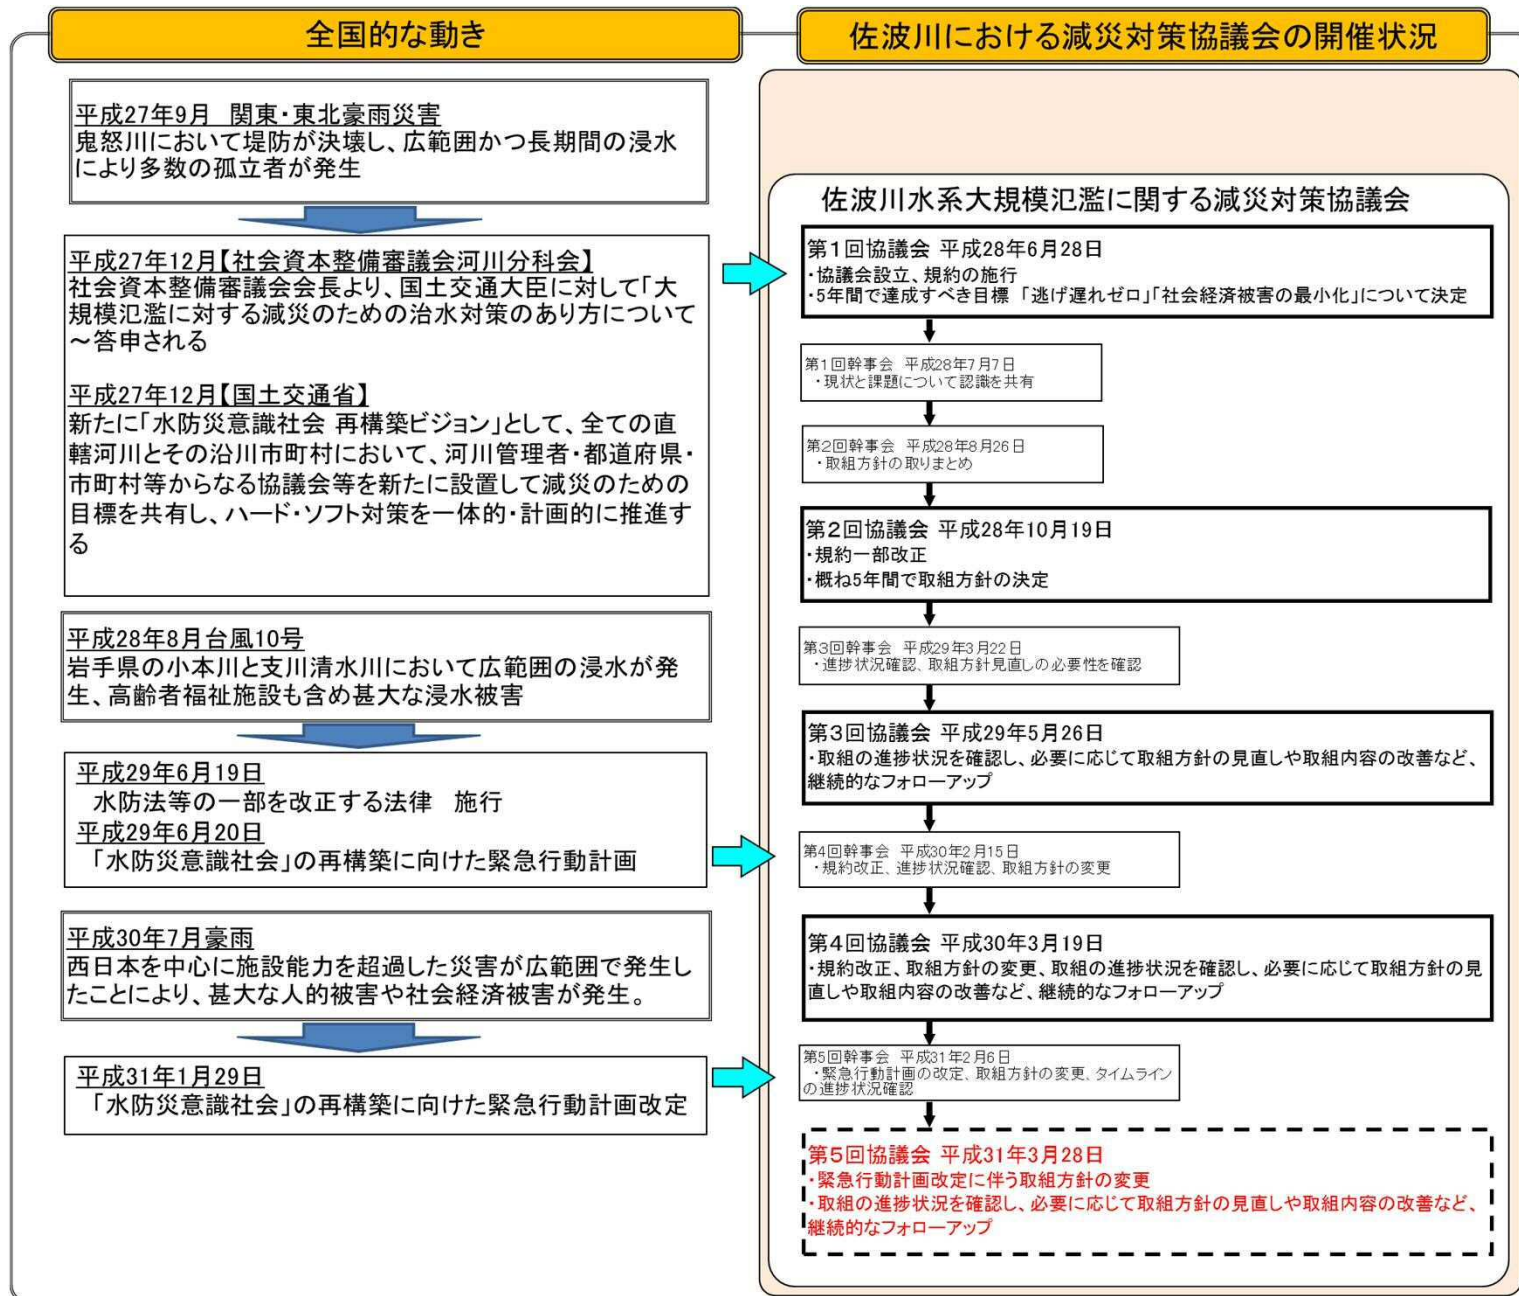 全国的な動き
平成27年9月　関東・東北豪雨災害
鬼怒川において堤防が決壊し、広範囲かつ長期間の浸水
により多数の孤立者が発生
平成27年12月【社会資本整備審議会河川分科会】
社会資本整備審議会会長より、国土交通大臣に対して「大
規模氾濫に対する減災のための治水対策のあり方について
～答申される
平成27年12月【国土交通省】
新たに「水防災意識社会 再構築ビジョン」として、全ての直
轄河川とその沿川市町村において、河川管理者・都道府県・
市町村等からなる協議会等を新たに設置して減災のための
目標を共有し、ハード・ソフト対策を一体的・計画的に推進す
る
平成28年8月台風10号
岩手県の小本川と支川清水川において広範囲の浸水が発
生、高齢者福祉施設も含め甚大な浸水被害
平成29年6月19日
水防法等の一部を改正する法律　施行
平成29年6月20日
「水防災意識社会」の再構築に向けた緊急行動計画
平成30年7月豪雨
西日本を中心に施設能力を超過した災害が広範囲で発生し
たことにより、甚大な人的被害や社会経済被害が発生。
平成31年1月29日
「水防災意識社会」の再構築に向けた緊急行動計画改定
佐波川における減災対策協議会の開催状況
佐波川水系大規模氾濫に関する減災対策協議会
第1回協議会 平成28年6月28日
・協議会設立、規約の施行
・5年間で達成すべき目標 「逃げ遅れゼロ」「社会経済被害の最小化」について決定
第1回幹事会 平成28年7月7日
・現状と課題について認識を共有
第2回幹事会 平成28年8月26日
・取組方針の取りまとめ
第2回協議会 平成28年10月19日
・規約一部改正
・概ね5年間で取組方針の決定
第3回幹事会 平成29年3月22日
・進捗状況確認、取組方針見直しの必要性を確認
第3回協議会 平成29年5月26日
・取組の進捗状況を確認し、必要に応じて取組方針の見直しや取組内容の改善など、
継続的なフォローアップ
第4回幹事会 平成30年2月15日
・規約改正、進捗状況確認、取組方針の変更
第4回協議会 平成30年3月19日
・規約改正、取組方針の変更、取組の進捗状況を確認し、必要に応じて取組方針の見
直しや取組内容の改善など、継続的なフォローアップ
第5回幹事会 平成31年2月6日
・緊急行動計画の改定、取組方針の変更、タイムライン
の進捗状況確認
第5回協議会 平成31年3月28日
・緊急行動計画改定に伴う取組方針の変更
・取組の進捗状況を確認し、必要に応じて取組方針の見直しや取組内容の改善など、
継続的なフォローアップ